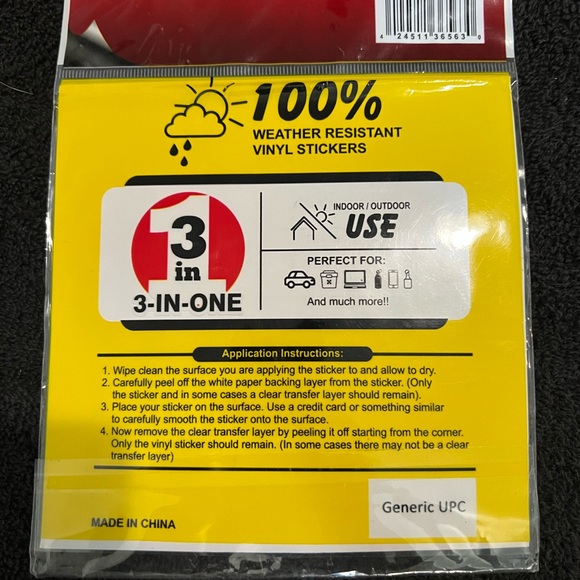 4 24511 36563 0
100%
WEATHER RESISTANT
VINYL STICKERS
3
in
1
3-IN-ONE
INDOOR / OUTDOOR
USE
PERFECT FOR:
And much more!!
Application Instructions:
1. Wipe clean the surface you are applying the sticker to and allow to dry.
2. Carefully peel off the white paper backing layer from the sticker. (Only
the sticker and in some cases a clear transfer layer should remain).
3. Place your sticker on the surface. Use a credit card or something similar
to carefully smooth the sticker onto the surface.
4. Now remove the clear transfer layer by peeling it off starting from the corner.
Only the vinyl sticker should remain. (In some cases there may not be a clear
transfer layer)
Generic UPC
MADE IN CHINA